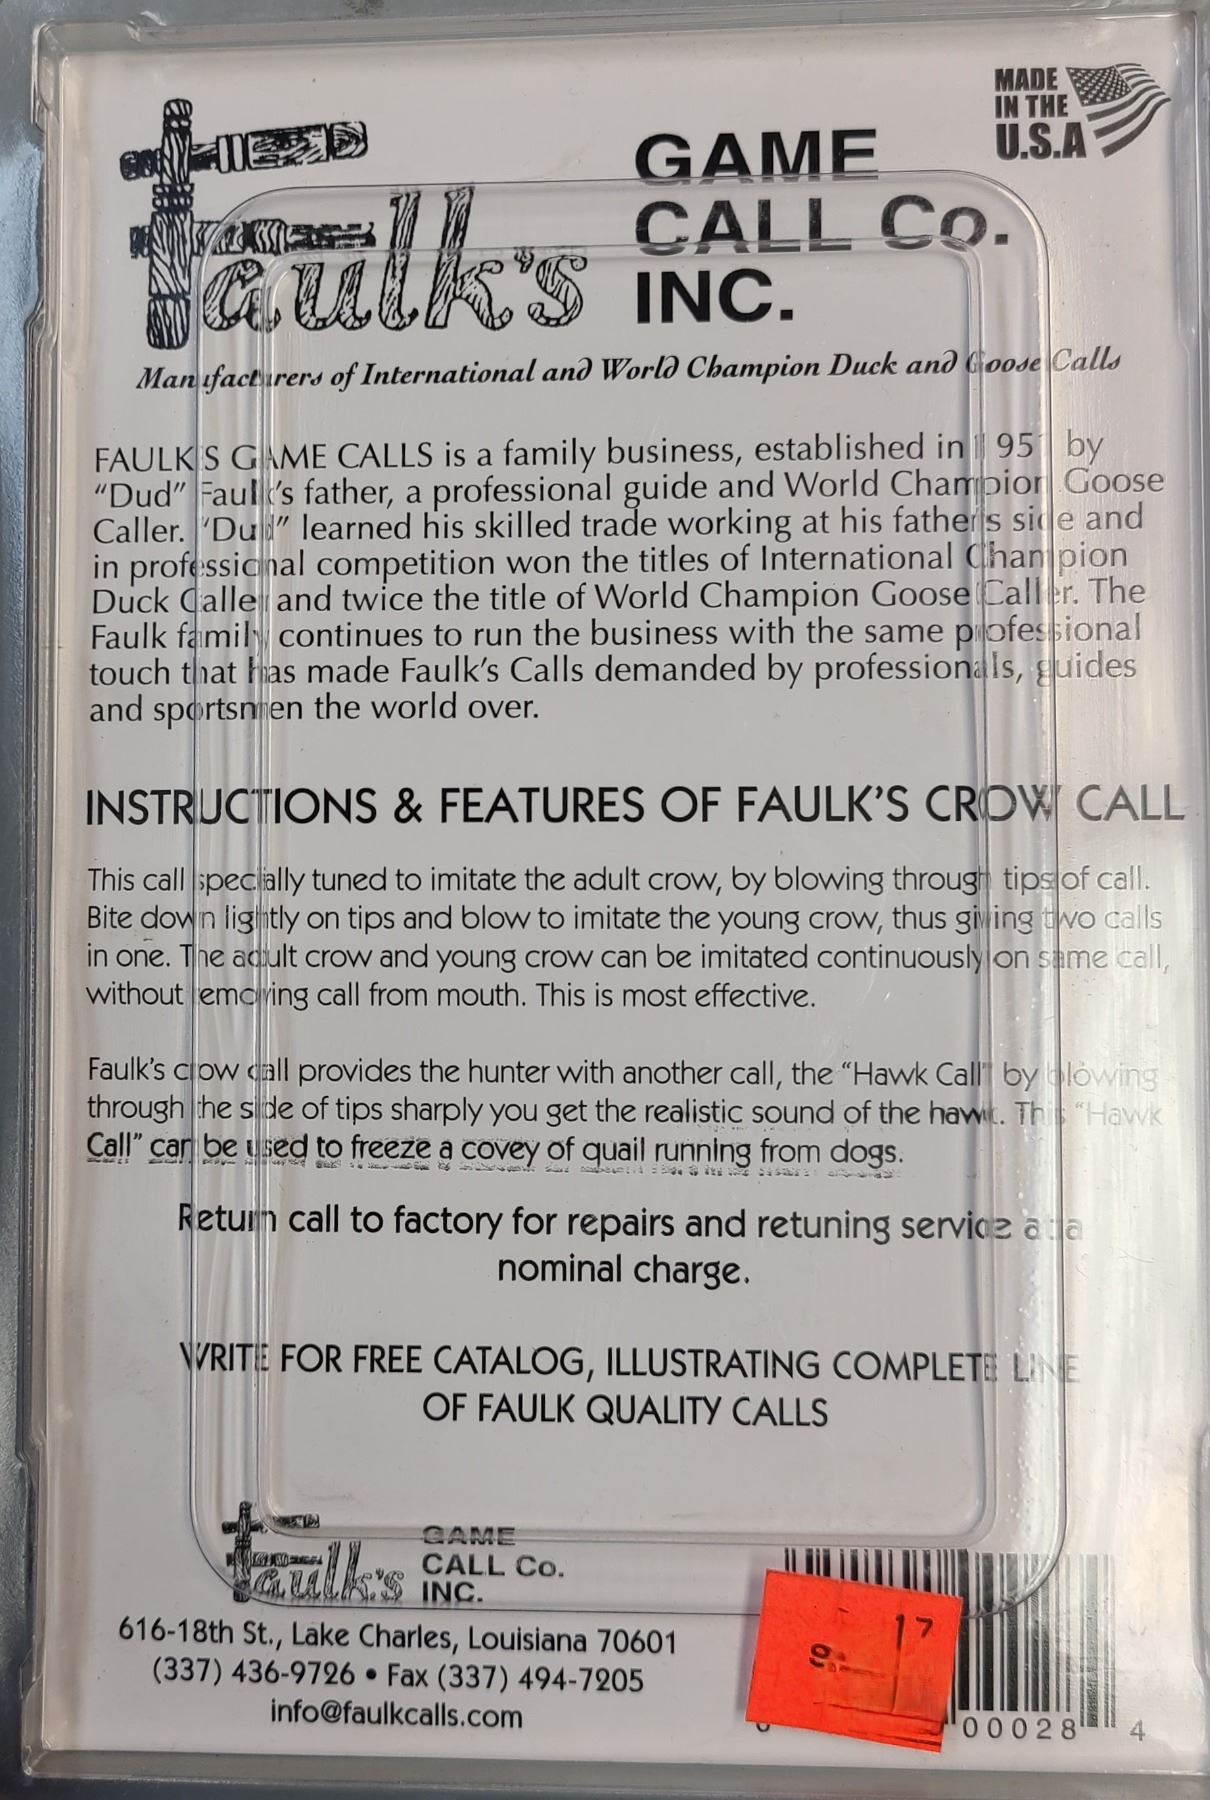 MADE
IN THE
U.S.A
Faulk's
GAME
CALL Co.
INC.
Manufacturers of International and World Champion Duck and Goose Calls
FAULK'S GAME CALLS is a family business, established in 1951 by
“Dud” Faulk's father, a professional guide and World Champion Goose
Caller. “Dud” learned his skilled trade working at his father's side and
in professional competition won the titles of International Champion
Duck Caller and twice the title of World Champion Goose Caller. The
Faulk family continues to run the business with the same professional
touch that has made Faulk's Calls demanded by professionals, guides
and sportsmen the world over.
INSTRUCTIONS & FEATURES OF FAULK'S CROW CALL
This call specially tuned to imitate the adult crow, by blowing through tips of call.
Bite down lightly on tips and blow to imitate the young crow, thus giving two calls
in one. The adult crow and young crow can be imitated continuously on same call,
without removing call from mouth. This is most effective.
Faulk's crow call provides the hunter with another call, the “Hawk Call” by blowing
through the side of tips sharply you get the realistic sound of the hawk. This “Hawk
Call” can be used to freeze a covey of quail running from dogs.
Return call to factory for repairs and retuning service at a
nominal charge.
WRITE FOR FREE CATALOG, ILLUSTRATING COMPLETE LINE
OF FAULK QUALITY CALLS
Faulk's
GAME
CALL Co.
INC.
616-18th St., Lake Charles, Louisiana 70601
(337) 436-9726 • Fax (337) 494-7205
info@faulkcalls.com
17
00028 4